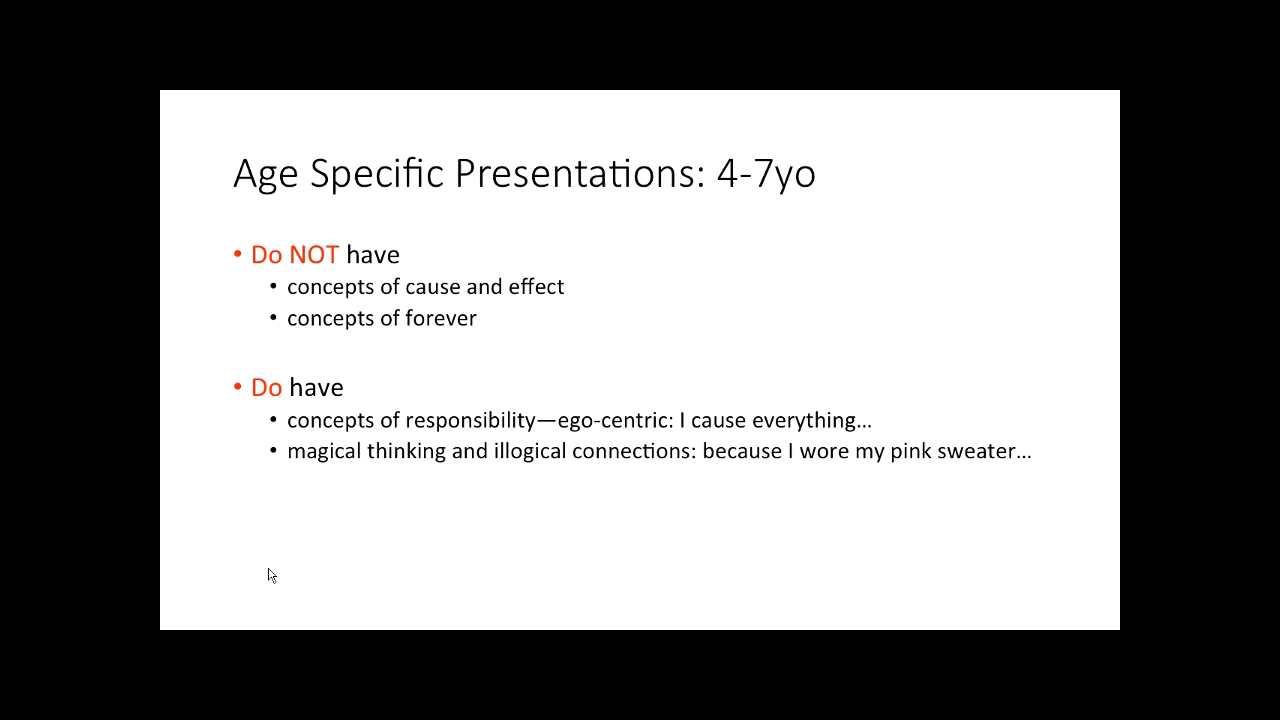 Age Specific Presentations: 4-7yo
• Do NOT have
• concepts of cause and effect
• concepts of forever
• Do have
• concepts of responsibility—ego-centric: I cause everything…
• magical thinking and illogical connections: because I wore my pink sweater…